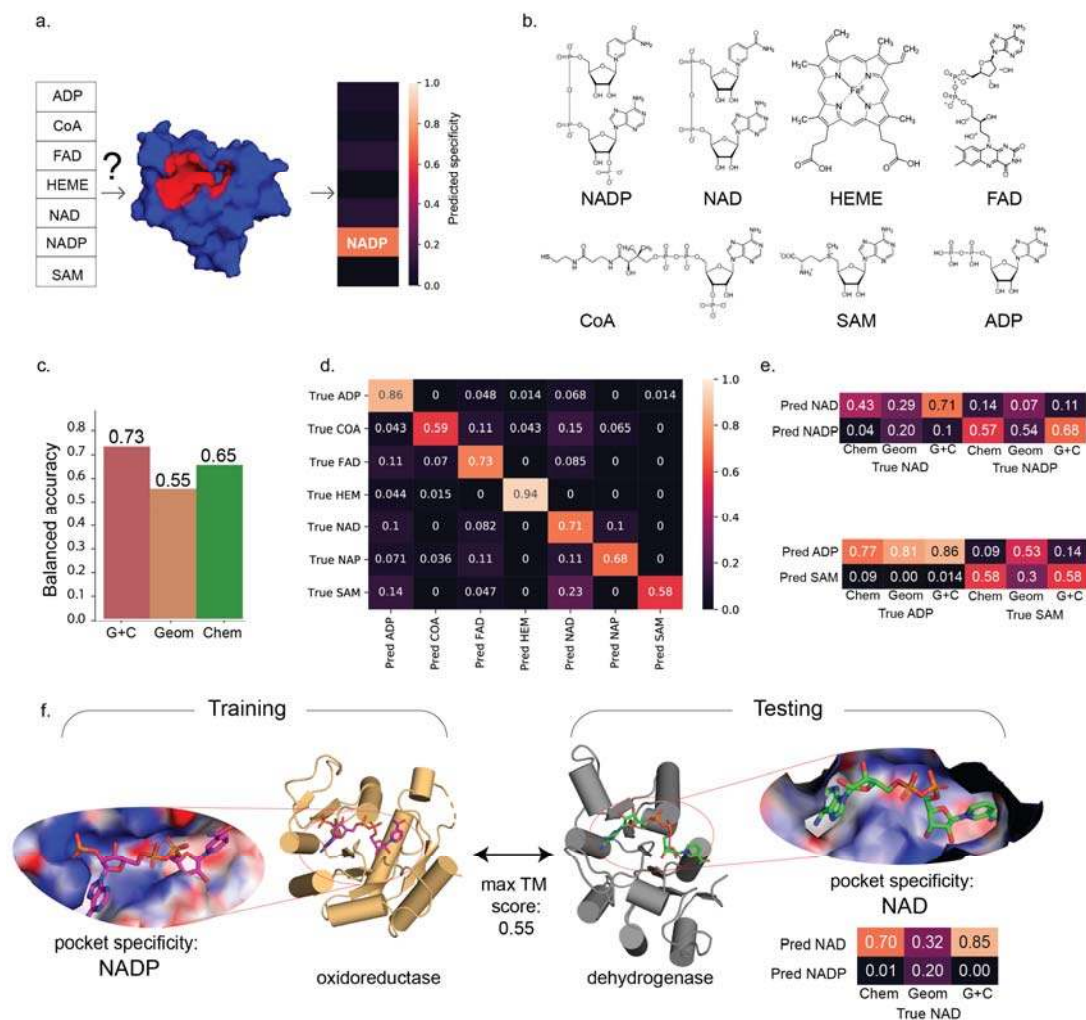 a.
ADP
CoA
FAD
HEME
NAD
NADP
SAM
?
NADP
1.0
0.8
0.6
0.4
0.2
0.0
Predicted specificity
b.
NADP
NAD
HEME
FAD
CoA
SAM
ADP
c.
Balanced accuracy
0.8
0.7
0.6
0.5
0.4
0.3
0.2
0.1
0.0
0.73
0.55
0.65
G+C Geom Chem
d.
True ADP 0.86 0 0.048 0.014 0.068 0 0.014
True COA 0.043 0.59 0.11 0.043 0.15 0.065 0
True FAD 0.11 0.07 0.73 0 0.085 0 0
True HEM 0.044 0.015 0 0.94 0 0 0
True NAD 0.1 0 0.082 0 0.71 0.1 0
True NAP 0.071 0.036 0.11 0 0.11 0.68 0
True SAM 0.14 0 0.047 0 0.23 0 0.58
Pred ADP
Pred COA
Pred FAD
Pred HEM
Pred NAD
Pred NAP
Pred SAM
1.0
0.8
0.6
0.4
0.2
0.0
e.
Pred NAD 0.43 0.29 0.71 0.14 0.07 0.11
Pred NADP 0.04 0.20 0.1 0.57 0.54 0.68
Chem Geom G+C Chem Geom G+C
True NAD True NADP
Pred ADP 0.77 0.81 0.86 0.09 0.53 0.14
Pred SAM 0.09 0.00 0.014 0.58 0.3 0.58
Chem Geom G+C Chem Geom G+C
True ADP True SAM
f.
Training
Testing
pocket specificity:
NADP
oxidoreductase
max TM
score:
0.55
dehydrogenase
pocket specificity:
NAD
Pred NAD 0.70 0.32 0.85
Pred NADP 0.01 0.20 0.00
Chem Geom G+C
True NAD